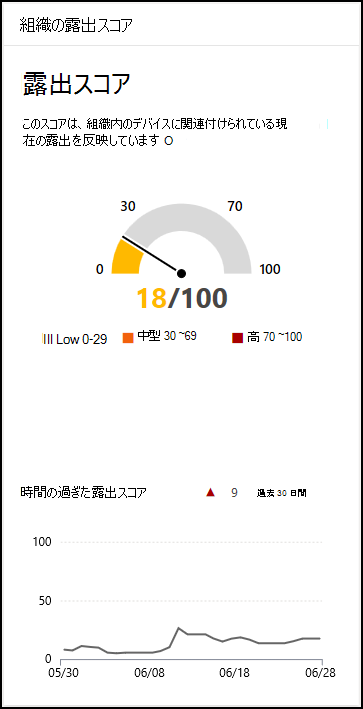 組織の露出スコア
露出スコア
このスコアは、組織内のデバイスに関連付けられている現
在の露出を反映しています O
30 70
0 100
18/100
III Low 0-29 中型 30 ~69 高 70 ~100
時間の過ぎた露出スコア ▲ 9 過去 30 日間
100
50
0
05/30 06/08 06/18 06/28